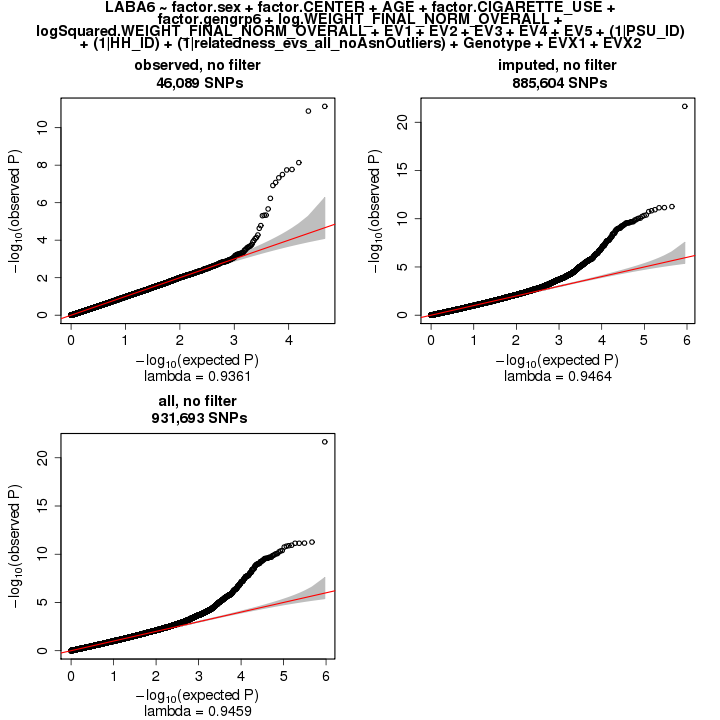 LABA6 ~ factor.sex + factor.CENTER + AGE + factor.CIGARETTE_USE +
factor.gengrp6 + log.WEIGHT_FINAL_NORM_OVERALL +
logSquared.WEIGHT_FINAL_NORM_OVERALL + EV1 + EV2 + EV3 + EV4 + EV5 + (1|PSU_ID)
+ (1|HH_ID) + (1|relatedness_evs_all_noAsnOutliers) + Genotype + EVX1 + EVX2
observed, no filter
46,089 SNPs
10
8
6
4
2
0
−log10(observed P)
0 1 2 3 4
−log10(expected P)
lambda = 0.9361
imputed, no filter
885,604 SNPs
20
15
10
5
0
−log10(observed P)
0 1 2 3 4 5 6
−log10(expected P)
lambda = 0.9464
all, no filter
931,693 SNPs
20
15
10
5
0
−log10(observed P)
0 1 2 3 4 5 6
−log10(expected P)
lambda = 0.9459